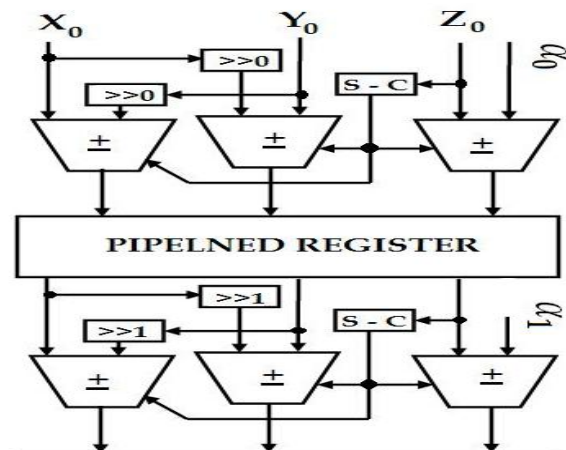 X₀ Y₀ Z₀ α₀
>>0
>>0 S - C
± ± ±
PIPELNED REGISTER
>>1
>>1 S - C α₁
± ± ±